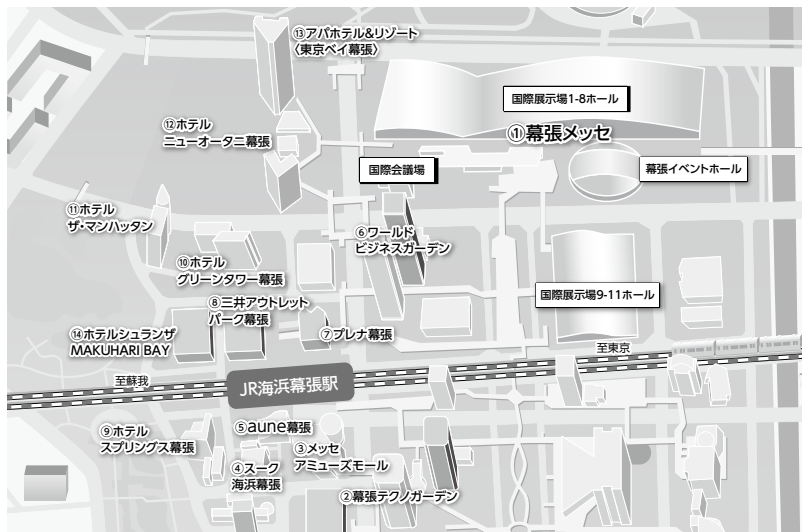 ⑬アパホテル&リゾート
〈東京ベイ幕張〉
国際展示場1-8ホール
⑫ホテル
ニューオータニ幕張
①幕張メッセ
国際会議場
幕張イベントホール
⑪ホテル
ザ・マンハッタン
⑥ワールド
ビジネスガーデン
⑩ホテル
グリーンタワー幕張
国際展示場9-11ホール
⑧三井アウトレット
パーク幕張
⑭ホテルシュランザ
MAKUHARI BAY
⑦プレナ幕張
至東京
至蘇我
JR海浜幕張駅
⑨ホテル
スプリングス幕張
⑤aune幕張
③メッセ
アミューズモール
④スーク
海浜幕張
②幕張テクノガーデン